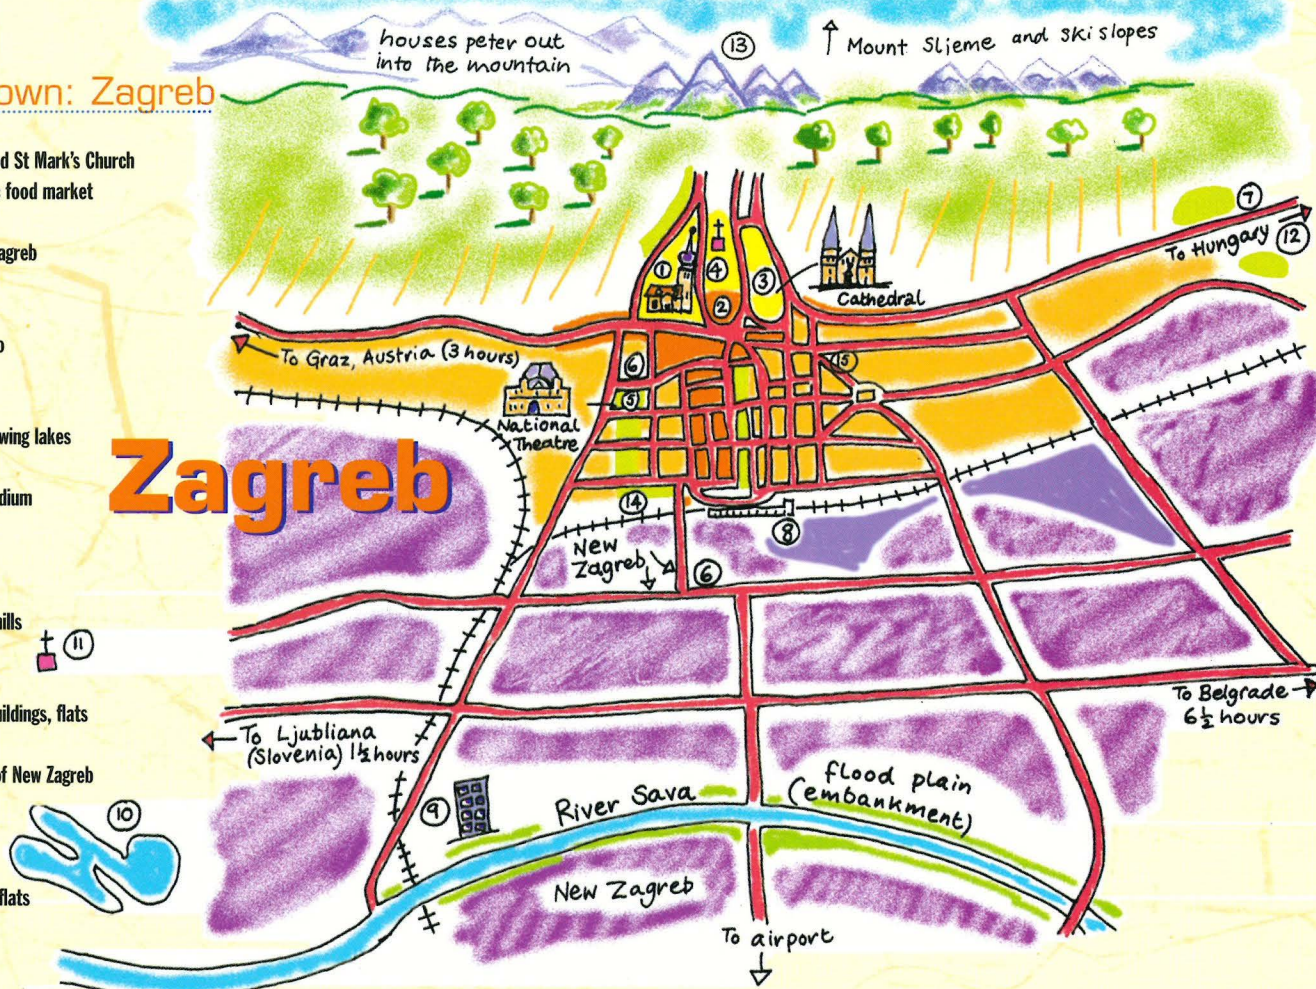 own: Zagreb
d St Mark's Church
food market
agreb
wing lakes
dium
ills
ildings, flats
of New Zagreb
flats
Zagreb
houses peter out
into the mountain
13
Mount Sljeme and ski slopes
7
To Hungary
12
1
4
3
2
Cathedral
To Graz, Austria (3 hours)
6
15
5
National
Theatre
14
8
New
Zagreb
6
11
To Belgrade
6½ hours
To Ljubliana
(Slovenia) 1½ hours
9
River Sava
flood plain
(embankment)
10
New Zagreb
To airport